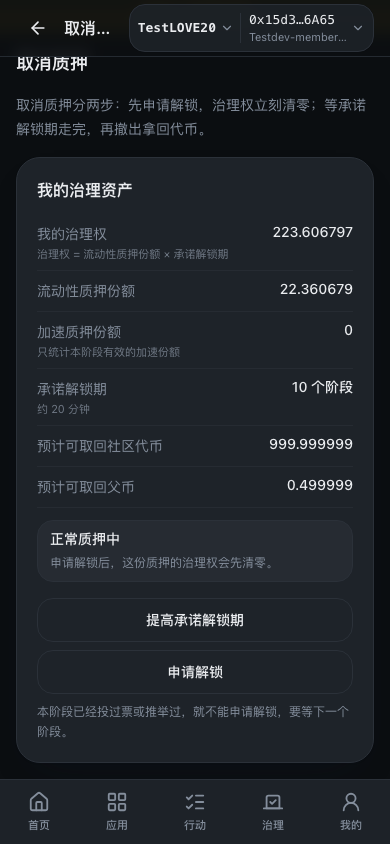 取消...
TestLOVE20
0x15d3…6A65
Testdev-member...
取消质押
取消质押分两步：先申请解锁，治理权立刻清零；等承诺
解锁期走完，再撤出拿回代币。
我的治理资产
我的治理权
223.606797
治理权 = 流动性质押份额 × 承诺解锁期
流动性质押份额
22.360679
加速质押份额
0
只统计本阶段有效的加速份额
承诺解锁期
10 个阶段
约 20 分钟
预计可取回社区代币
999.999999
预计可取回父币
0.499999
正常质押中
申请解锁后，这份质押的治理权会先清零。
提高承诺解锁期
申请解锁
本阶段已经投过票或推举过，就不能申请解锁，要等下一个
阶段。
首页
应用
行动
治理
我的